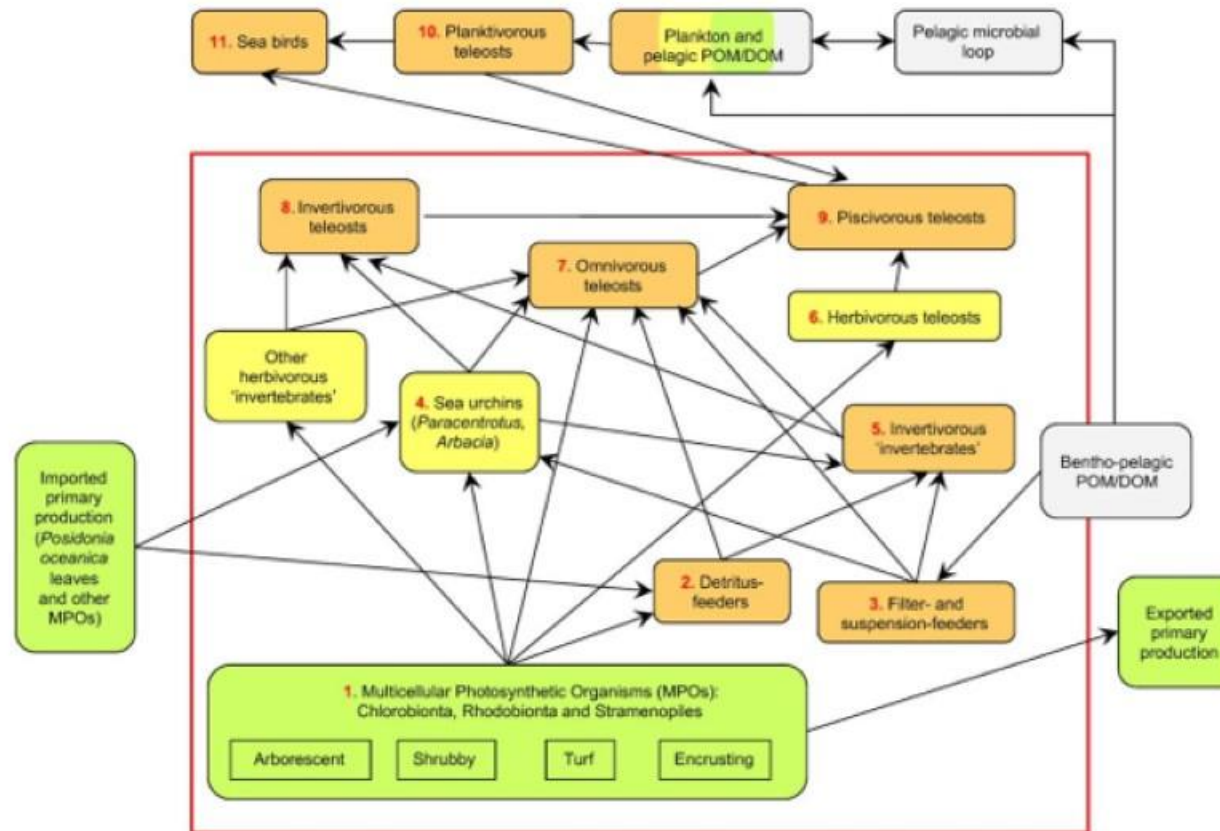 11. Sea birds
10. Planktivorous
teleosts
Plankton and
pelagic POM/DOM
Pelagic microbial
loop
8. Invertivorous
teleosts
9. Piscivorous teleosts
7. Omnivorous
teleosts
6. Herbivorous teleosts
Other
herbivorous
'invertebrates'
4. Sea urchins
(Paracentrotus,
Arbacia)
5. Invertivorous
'invertebrates'
Bentho-pelagic
POM/DOM
Imported
primary
production
(Posidonia
oceanica
leaves
and other
MPOs)
2. Detritus-
feeders
3. Filter- and
suspension-feeders
Exported
primary
production
1. Multicellular Photosynthetic Organisms (MPOs):
Chlorobionta, Rhodobionta and Stramenopiles
Arborescent
Shrubby
Turf
Encrusting